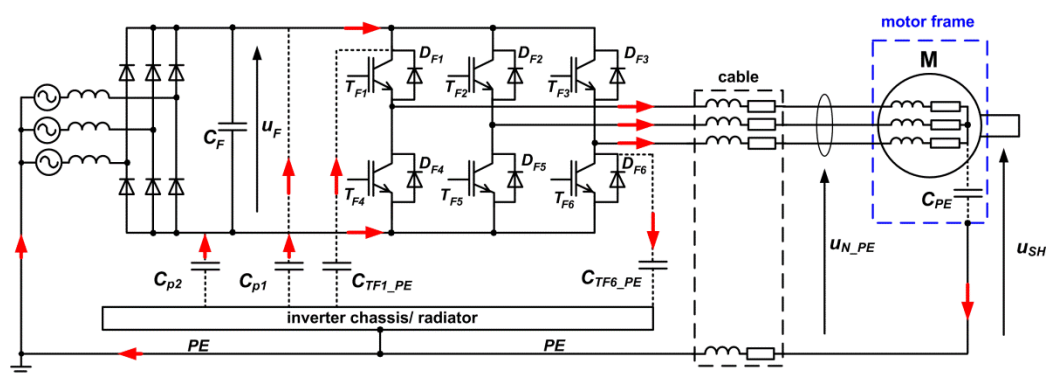 motor frame
M
D_F1
D_F2
D_F3
T_F1
T_F2
T_F3
cable
C_F
u_F
D_F4
D_F5
D_F6
T_F4
T_F5
T_F6
C_PE
u_N_PE
u_SH
C_p2
C_p1
C_TF1_PE
C_TF6_PE
inverter chassis/ radiator
PE
PE